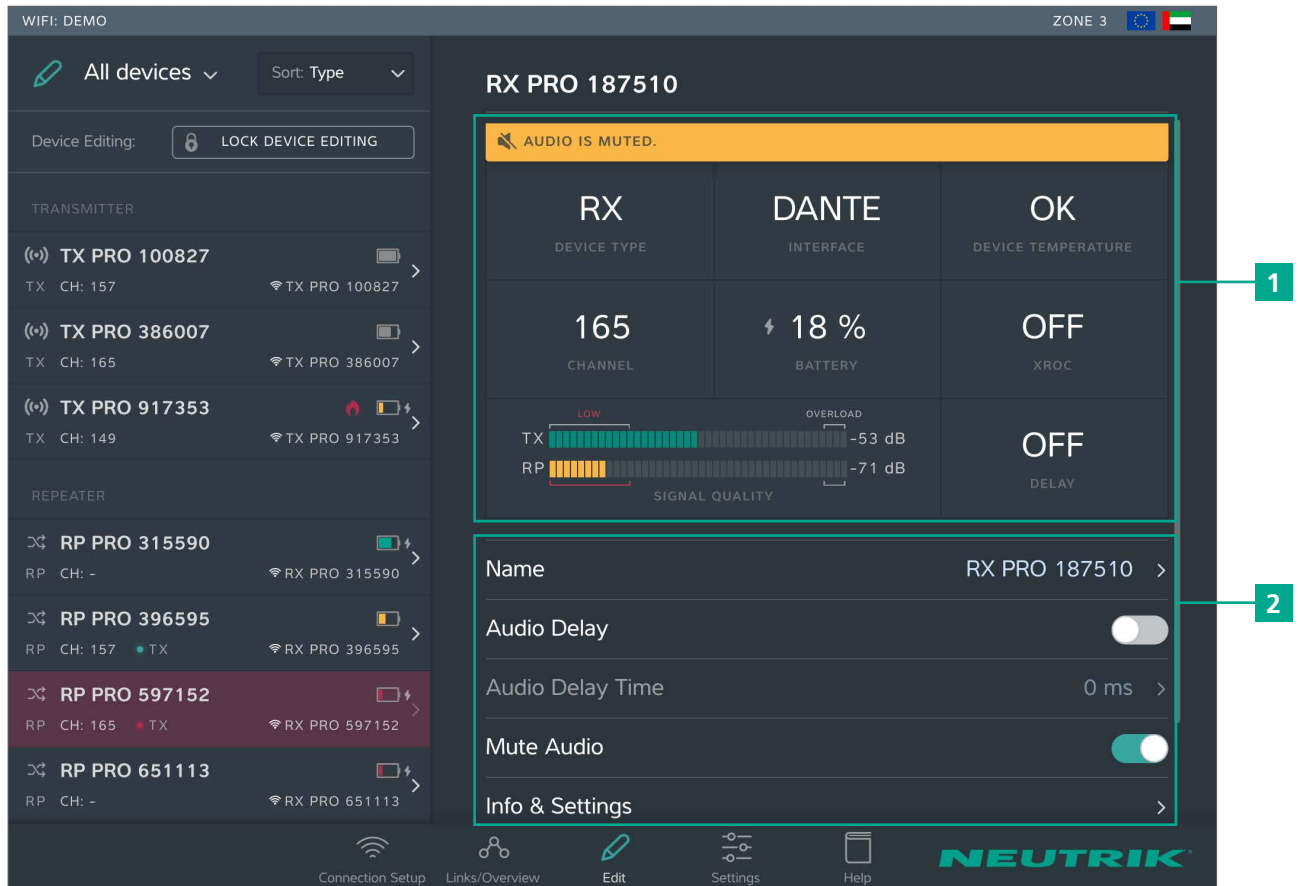 WIFI: DEMO
ZONE 3
All devices
Sort: Type
Device Editing:
LOCK DEVICE EDITING
TRANSMITTER
TX PRO 100827
TX CH: 157
TX PRO 100827
TX PRO 386007
TX CH: 165
TX PRO 386007
TX PRO 917353
TX CH: 149
TX PRO 917353
REPEATER
RP PRO 315590
RP CH: -
RX PRO 315590
RP PRO 396595
RP CH: 157 TX
RX PRO 396595
RP PRO 597152
RP CH: 165 TX
RX PRO 597152
RP PRO 651113
RP CH: -
RX PRO 651113
RX PRO 187510
AUDIO IS MUTED.
RX
DEVICE TYPE
DANTE
INTERFACE
OK
DEVICE TEMPERATURE
165
CHANNEL
18 %
BATTERY
OFF
XROC
LOW
OVERLOAD
TX
-53 dB
RP
-71 dB
SIGNAL QUALITY
OFF
DELAY
1
Name
RX PRO 187510
Audio Delay
Audio Delay Time
0 ms
Mute Audio
Info & Settings
2
Connection Setup
Links/Overview
Edit
Settings
Help
NEUTRIK